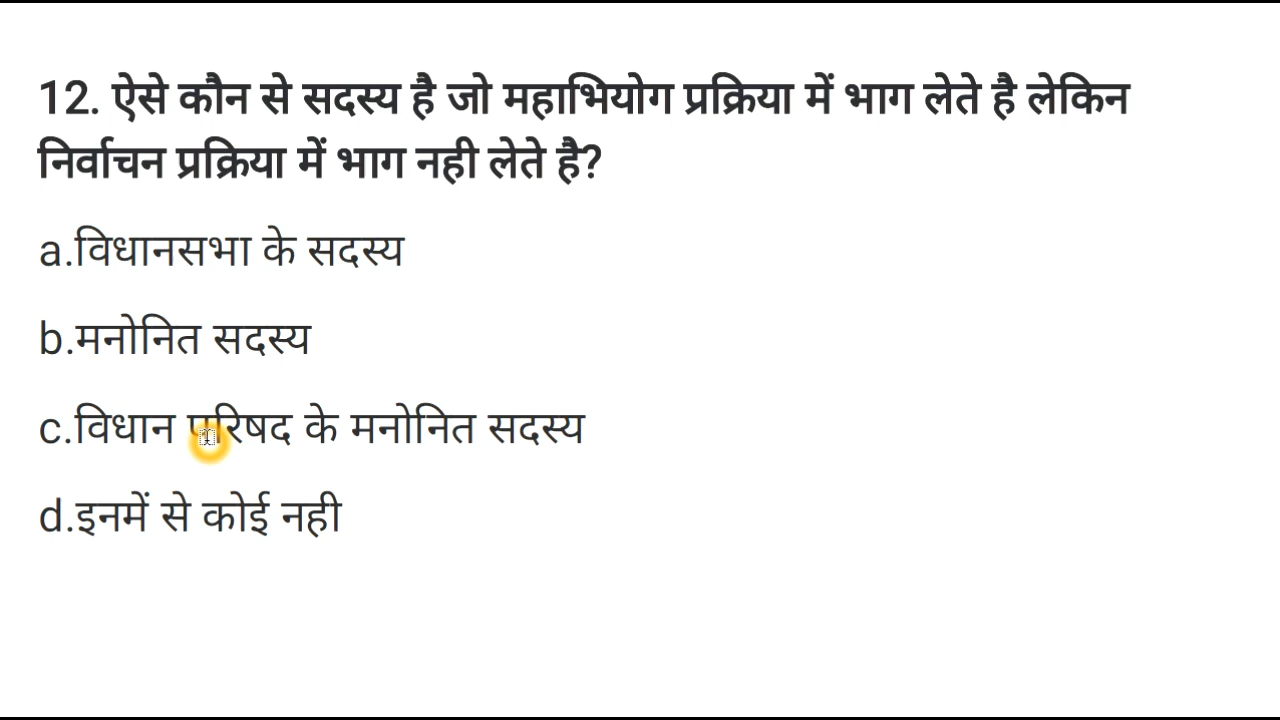 12. ऐसे कौन से सदस्य है जो महाभियोग प्रक्रिया में भाग लेते है लेकिन
निर्वाचन प्रक्रिया में भाग नही लेते है?
a.विधानसभा के सदस्य
b.मनोनित सदस्य
c.विधान परिषद के मनोनित सदस्य
d.इनमें से कोई नही